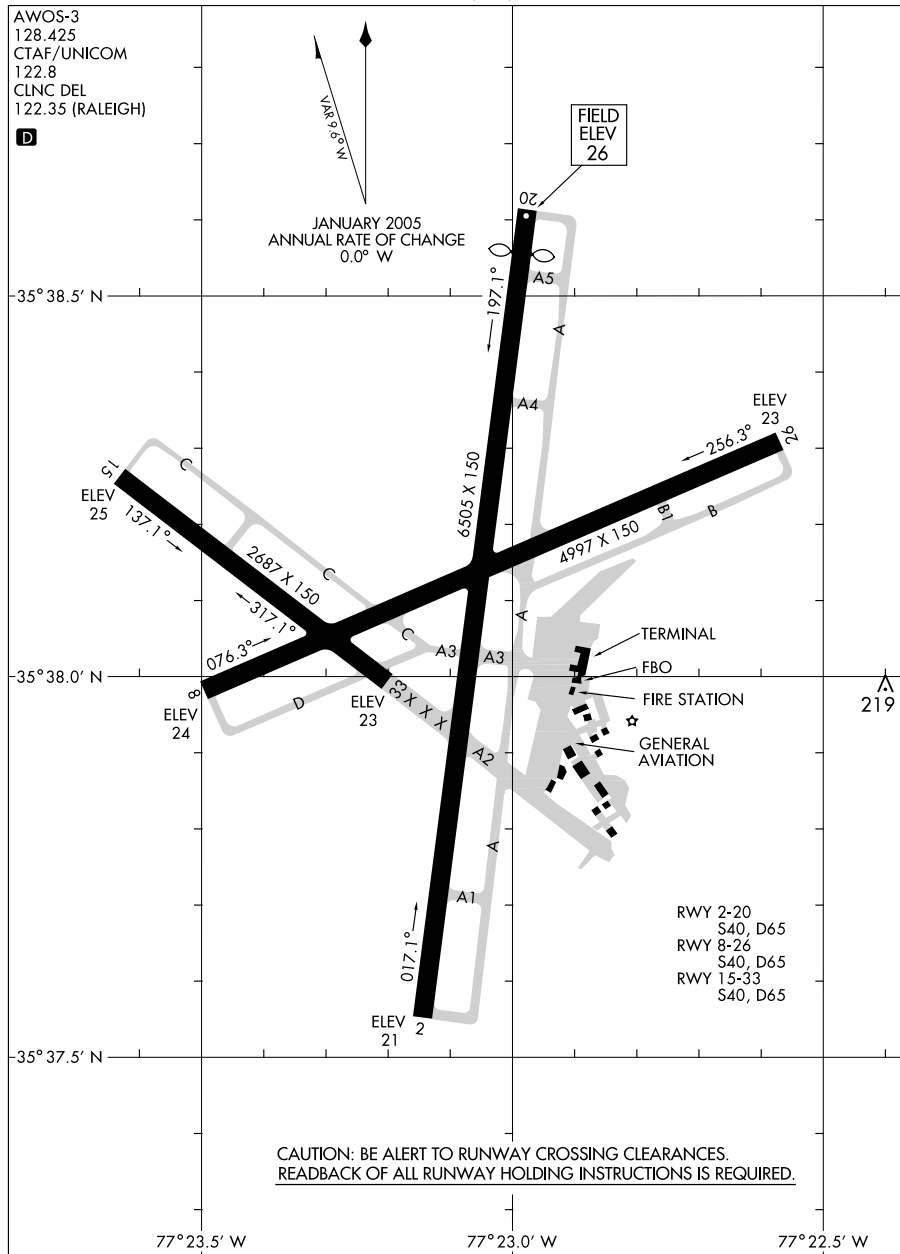 AWOS-3
128.425
CTAF/UNICOM
122.8
CLNC DEL
122.35 (RALEIGH)
D
VAR 9.6° W
JANUARY 2005
ANNUAL RATE OF CHANGE
0.0° W
FIELD
ELEV
26
20
197.1°
A5
35° 38.5' N
A
A4
ELEV
23
26
256.3°
6505 X 150
15
C
ELEV
25
137.1°
2687 X 150
C
B1
B
4997 X 150
317.1°
A
C
076.3°
A3
A3
TERMINAL
FBO
35° 38.0' N
8
ELEV
24
D
ELEV
23
33
X X X
FIRE STATION
219
A2
GENERAL
AVIATION
A
A1
017.1°
RWY 2-20
S40, D65
RWY 8-26
S40, D65
RWY 15-33
S40, D65
ELEV
21
2
35° 37.5' N
CAUTION: BE ALERT TO RUNWAY CROSSING CLEARANCES.
READBACK OF ALL RUNWAY HOLDING INSTRUCTIONS IS REQUIRED.
77° 23.5' W
77° 23.0' W
77° 22.5' W